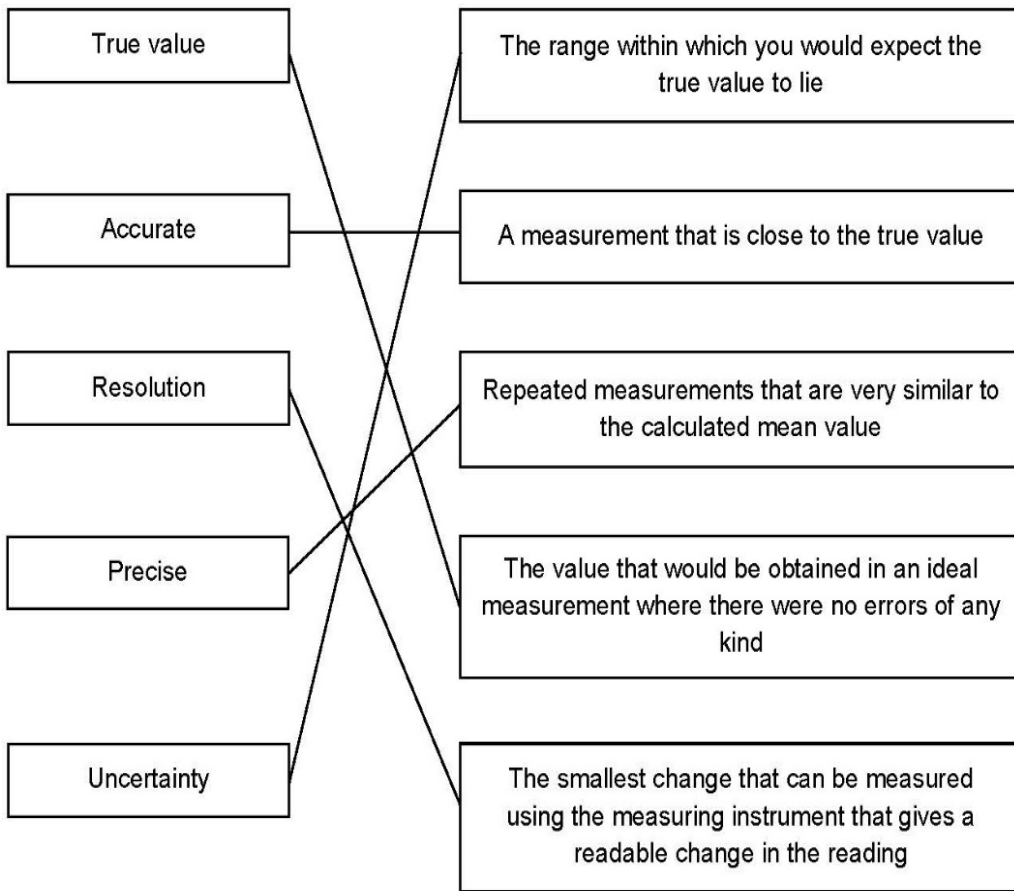 True value
The range within which you would expect the
true value to lie
Accurate
A measurement that is close to the true value
Resolution
Repeated measurements that are very similar to
the calculated mean value
Precise
The value that would be obtained in an ideal
measurement where there were no errors of any
kind
Uncertainty
The smallest change that can be measured
using the measuring instrument that gives a
readable change in the reading